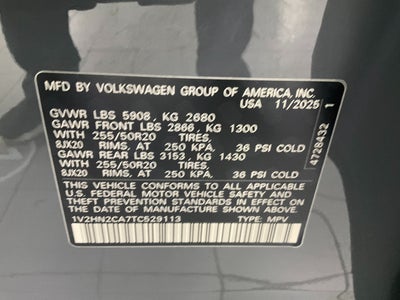 MFD BY VOLKSWAGEN GROUP OF AMERICA, INC.
USA 11/2025
GVWR LBS 5908, KG 2680
GAWR FRONT LBS 2866, KG 1300
WITH 255/50R20 TIRES,
8JX20 RIMS, AT 250 KPA, 36 PSI COLD
GAWR REAR LBS 3153, KG 1430
WITH 255/50R20 TIRES,
8JX20 RIMS, AT 250 KPA, 36 PSI COLD
THIS VEHICLE CONFORMS TO ALL APPLICABLE
U.S. FEDERAL MOTOR VEHICLE SAFETY AND
THEFT PREVENTION STANDARDS IN EFFECT ON
THE DATE OF MANUFACTURE SHOWN ABOVE.
1V2HN2CA7TC529113 TYPE: MPV
4728432 1